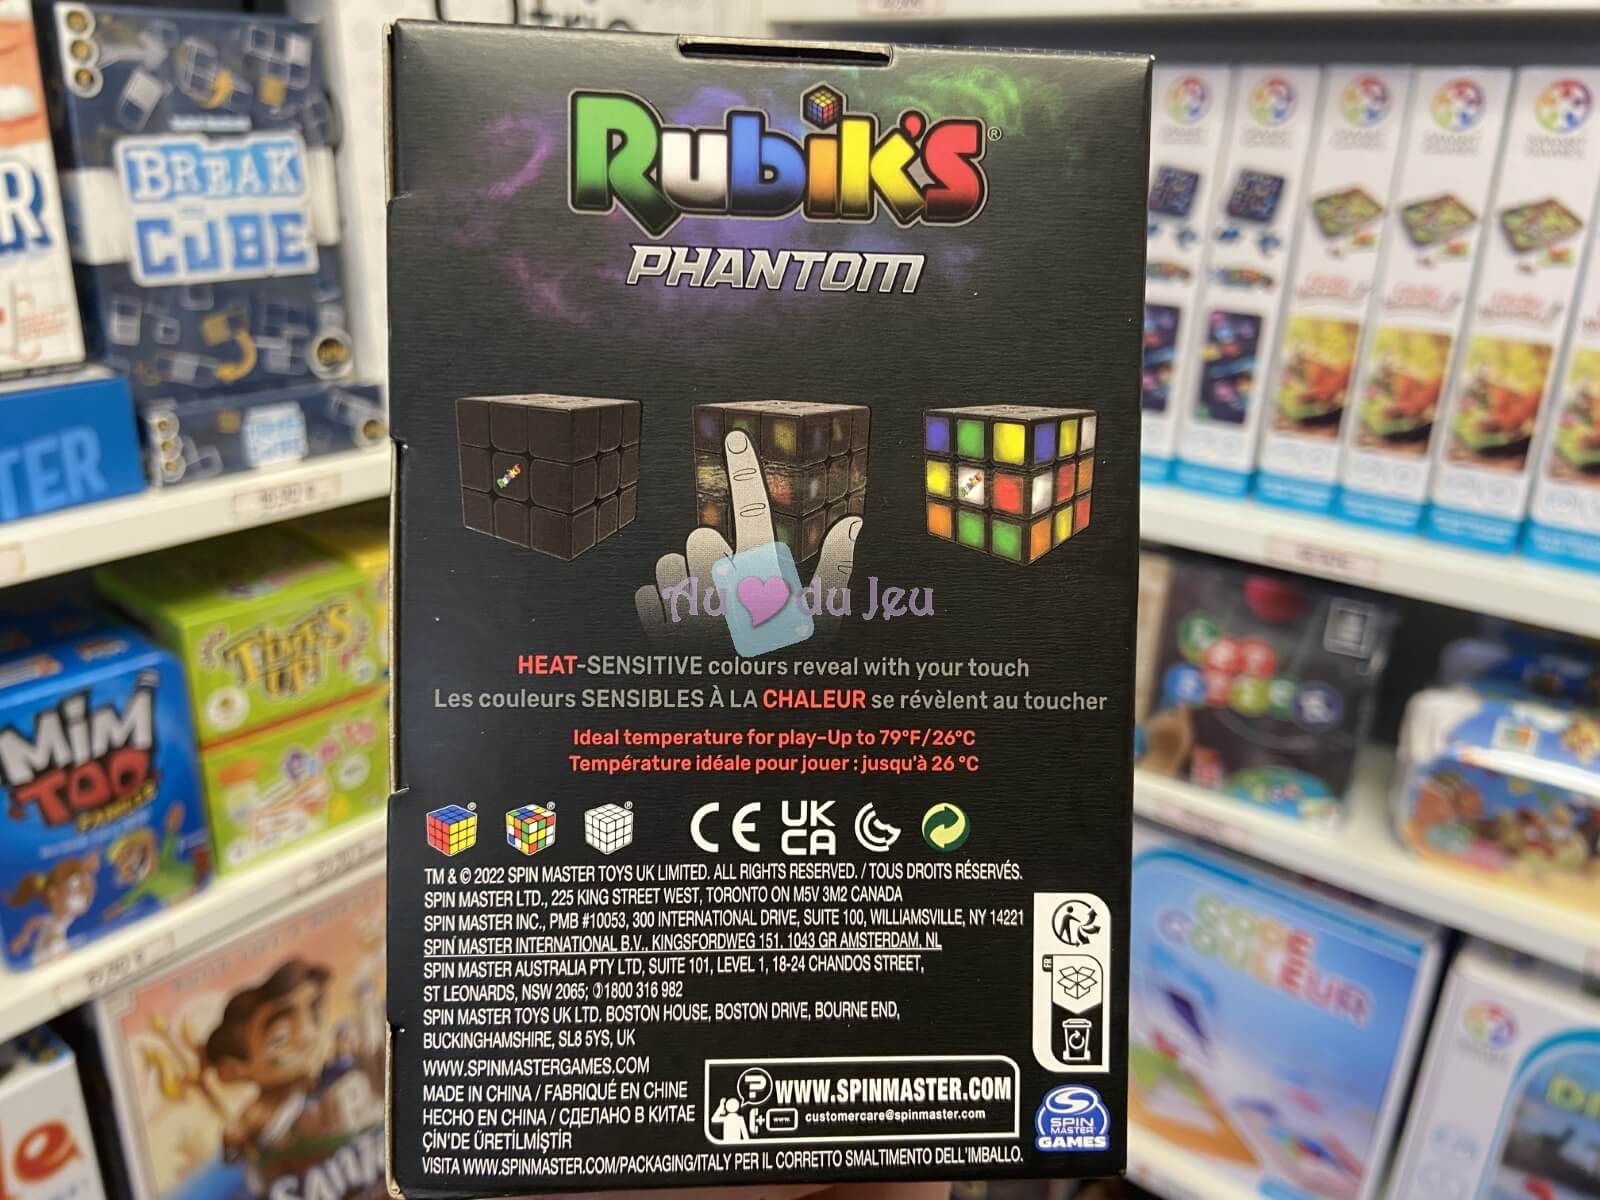 RUBIK'S®
PHANTOM
Au du Jeu
HEAT-SENSITIVE colours reveal with your touch
Les couleurs SENSIBLES À LA CHALEUR se révèlent au toucher
Ideal temperature for play-Up to 79°F/26°C
Température idéale pour jouer : jusqu'à 26 °C
CE UK CA
TM & © 2022 SPIN MASTER TOYS UK LIMITED. ALL RIGHTS RESERVED. / TOUS DROITS RÉSERVÉS.
SPIN MASTER LTD., 225 KING STREET WEST, TORONTO ON M5V 3M2 CANADA
SPIN MASTER INC., PMB #10053, 300 INTERNATIONAL DRIVE, SUITE 100, WILLIAMSVILLE, NY 14221
SPIN MASTER INTERNATIONAL B.V., KINGSFORDWEG 151, 1043 GR AMSTERDAM, NL
SPIN MASTER AUSTRALIA PTY LTD, SUITE 101, LEVEL 1, 18-24 CHANDOS STREET,
ST LEONARDS, NSW 2065; ✆1800 316 982
SPIN MASTER TOYS UK LTD. BOSTON HOUSE, BOSTON DRIVE, BOURNE END,
BUCKINGHAMSHIRE, SL8 5YS, UK
WWW.SPINMASTERGAMES.COM
MADE IN CHINA / FABRIQUÉ EN CHINE
HECHO EN CHINA / СДЕЛАНО В КИТАЕ
ÇİN'DE ÜRETİLMİŞTİR
VISITA WWW.SPINMASTER.COM/PACKAGING/ITALY PER IL CORRETTO SMALTIMENTO DELL'IMBALLO.
WWW.SPINMASTER.COM
customercare@spinmaster.com
FR
SPIN
MASTER
GAMES
BREAK
CUBE
TER
TIME'S
UP!
MIM
TOO
FAMILLE
CODE
COULEUR